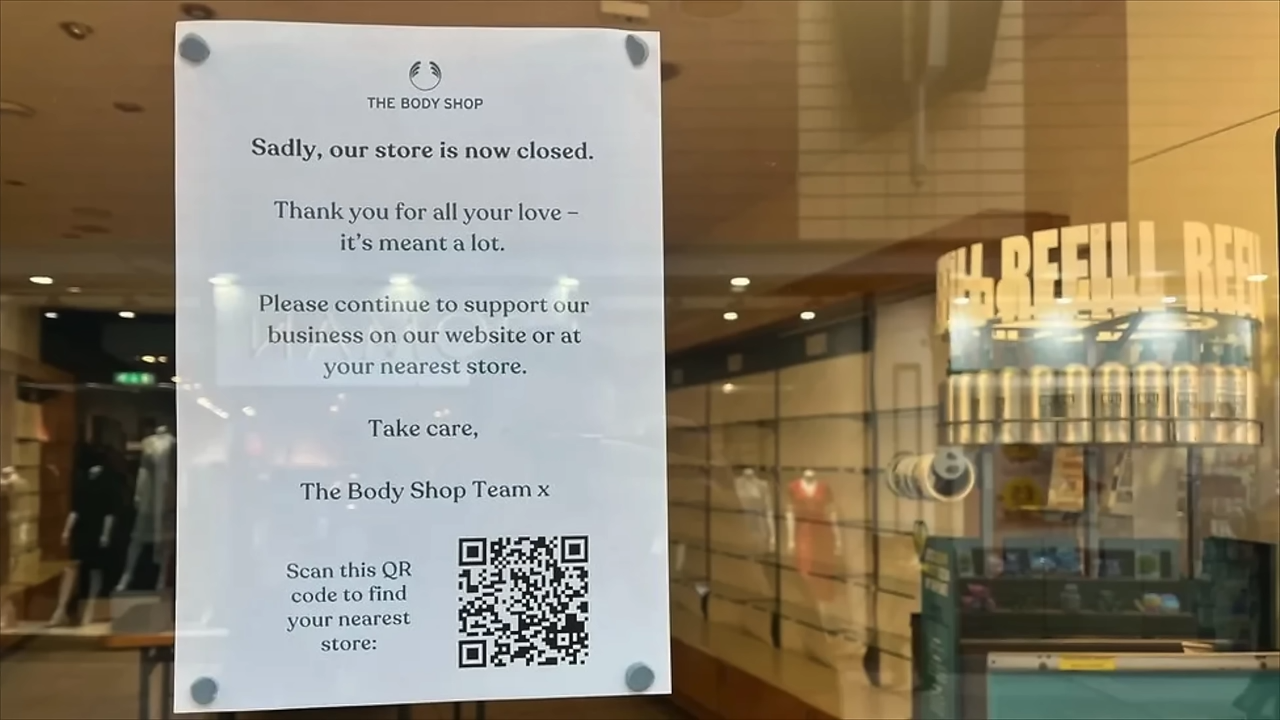 THE BODY SHOP
Sadly, our store is now closed.
Thank you for all your love –
it's meant a lot.
Please continue to support our
business on our website or at
your nearest store.
Take care,
The Body Shop Team x
Scan this QR
code to find
your nearest
store:
REFILL